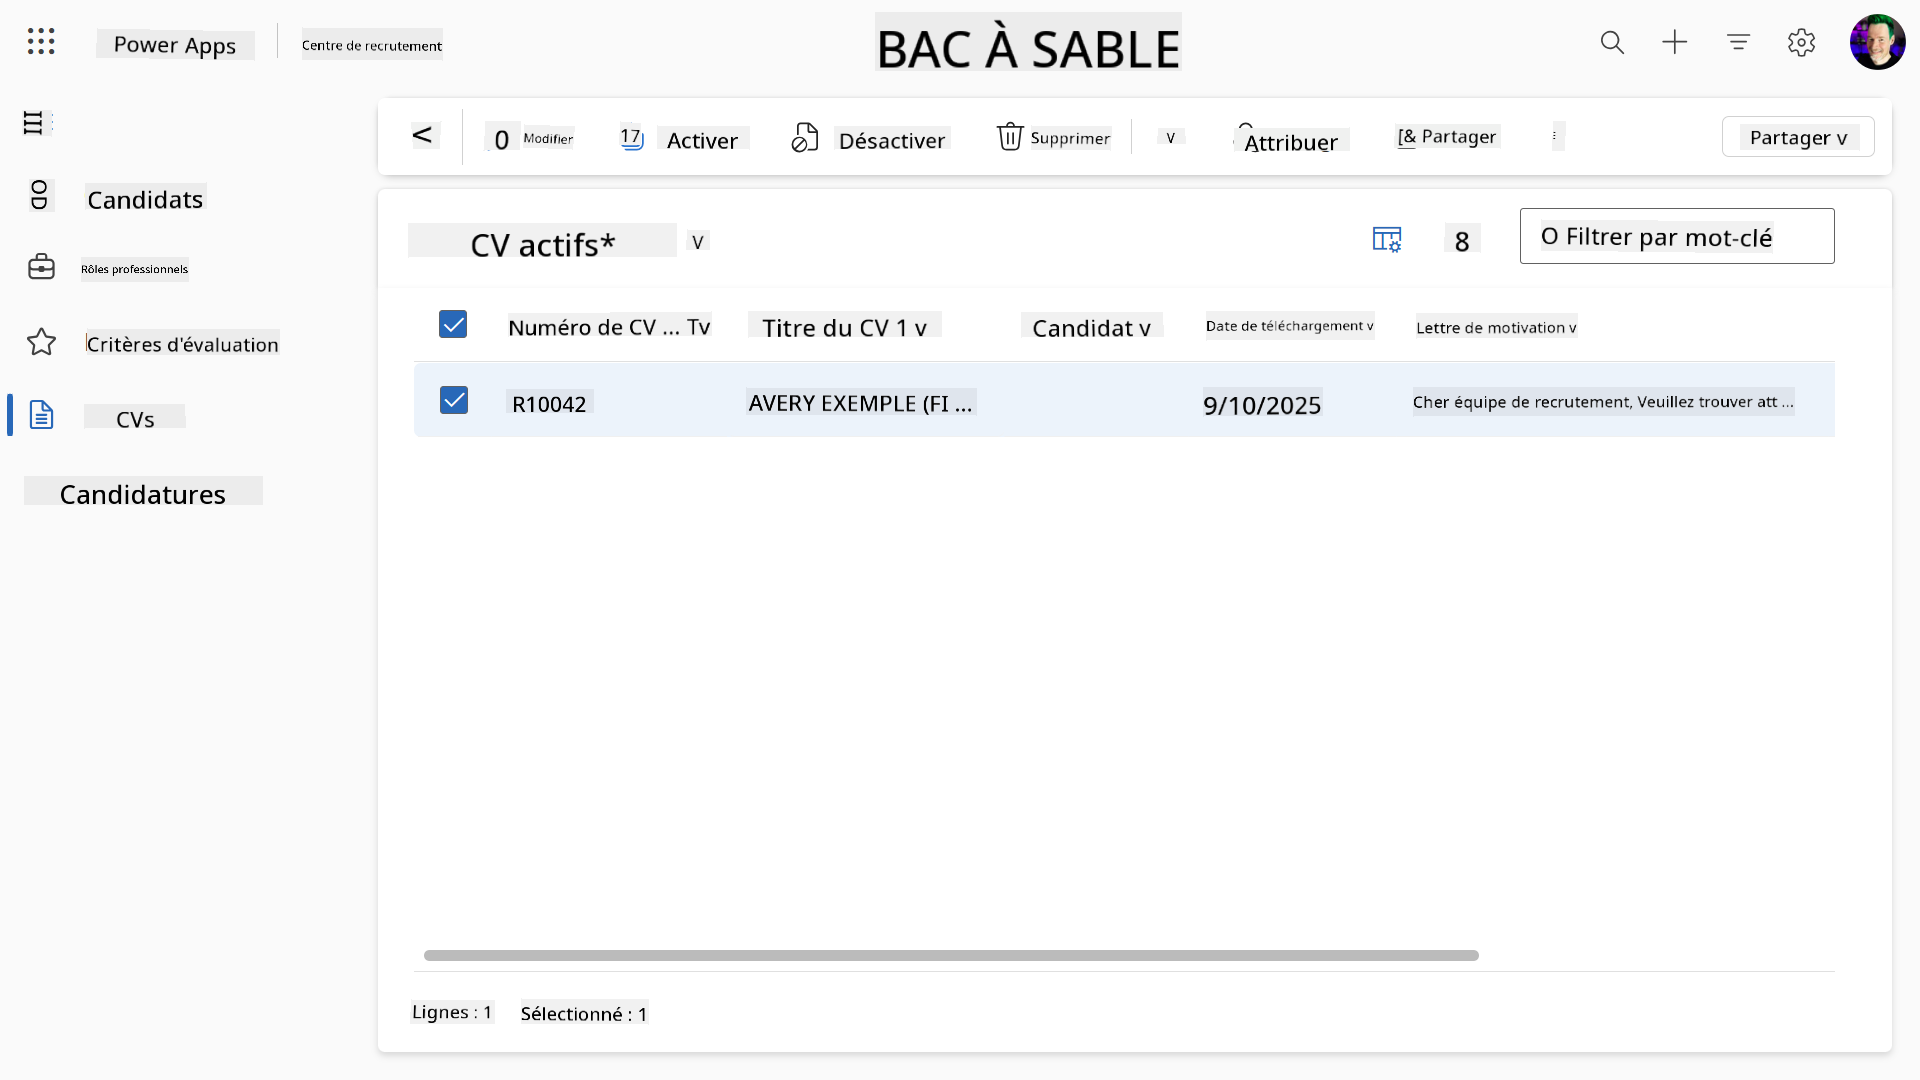 Power Apps
Centre de recrutement
BAC À SABLE
<
0 Modifier
17 Activer
Désactiver
Supprimer
v
Attribuer
[& Partager
Partager v
Candidats
Rôles professionnels
Critères d'évaluation
CVs
Candidatures
CV actifs* v
8
O Filtrer par mot-clé
Numéro de CV ... Tv
Titre du CV 1 v
Candidat v
Date de téléchargement v
Lettre de motivation v
R10042
AVERY EXEMPLE (FI ...
9/10/2025
Cher équipe de recrutement, Veuillez trouver att ...
Lignes : 1
Sélectionné : 1